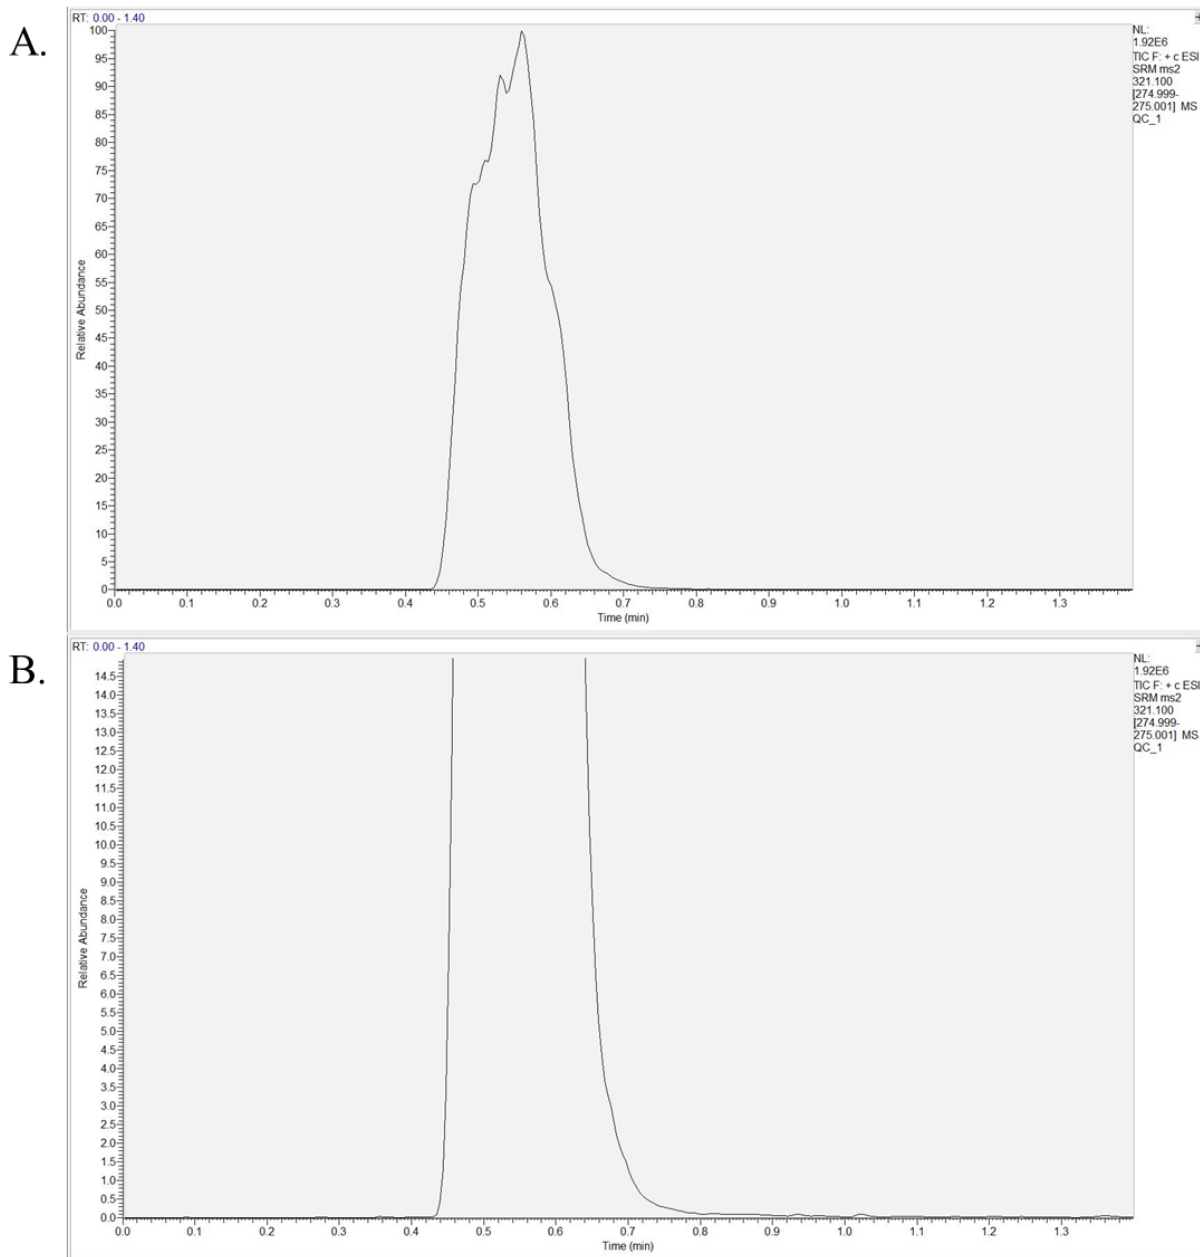 A.
RT: 0.00 - 1.40
NL:
1.92E6
TIC F: + c ESI
SRM ms2
321.100
[274.999-
275.001] MS
QC_1
100
95
90
85
80
75
70
65
60
55
50
45
40
35
30
25
20
15
10
5
0
Relative Abundance
0.0 0.1 0.2 0.3 0.4 0.5 0.6 0.7 0.8 0.9 1.0 1.1 1.2 1.3
Time (min)
B.
RT: 0.00 - 1.40
NL:
1.92E6
TIC F: + c ESI
SRM ms2
321.100
[274.999-
275.001] MS
QC_1
14.5
14.0
13.5
13.0
12.5
12.0
11.5
11.0
10.5
10.0
9.5
9.0
8.5
8.0
7.5
7.0
6.5
6.0
5.5
5.0
4.5
4.0
3.5
3.0
2.5
2.0
1.5
1.0
0.5
0.0
Relative Abundance
0.0 0.1 0.2 0.3 0.4 0.5 0.6 0.7 0.8 0.9 1.0 1.1 1.2 1.3
Time (min)